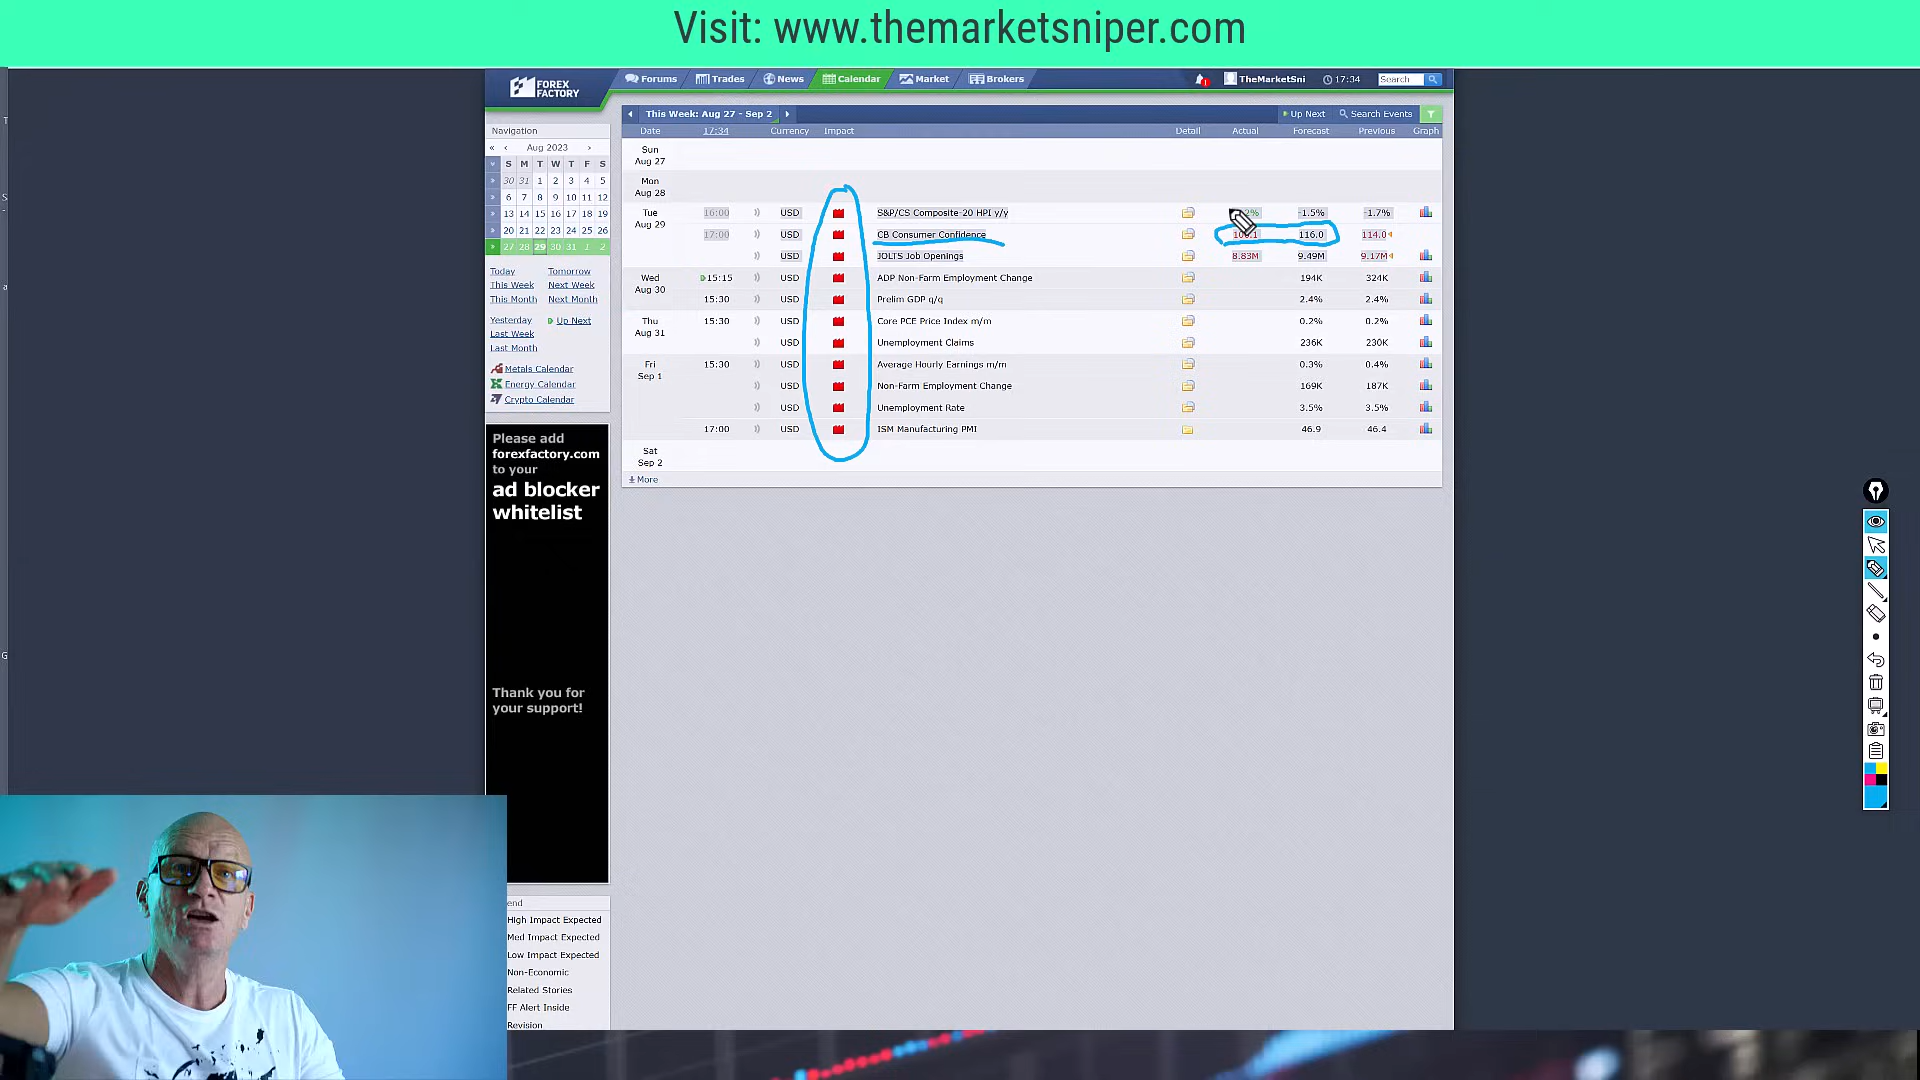 Visit: www.themarketsniper.com
FOREX FACTORY
Forums Trades News Calendar Market Brokers
TheMarketSni 17:34 Search
Navigation
« ‹ Aug 2023 ›
S M T W T F S
30 31 1 2 3 4 5
6 7 8 9 10 11 12
13 14 15 16 17 18 19
20 21 22 23 24 25 26
27 28 29 30 31 1 2
Today Tomorrow
This Week Next Week
This Month Next Month
Yesterday Up Next
Last Week
Last Month
Metals Calendar
Energy Calendar
Crypto Calendar
Please add
forexfactory.com
to your
ad blocker
whitelist
Thank you for
your support!
end
High Impact Expected
Med Impact Expected
Low Impact Expected
Non-Economic
Related Stories
FF Alert Inside
Revision
This Week: Aug 27 - Sep 2 Up Next Search Events
Date 17:34 Currency Impact Detail Actual Forecast Previous Graph
Sun
Aug 27
Mon
Aug 28
Tue
Aug 29
16:00 USD S&P/CS Composite-20 HPI y/y -1.5% -1.7%
17:00 USD CB Consumer Confidence 116.0 114.0
USD JOLTS Job Openings 8.83M 9.49M 9.17M
Wed
Aug 30
15:15 USD ADP Non-Farm Employment Change 194K 324K
15:30 USD Prelim GDP q/q 2.4% 2.4%
Thu
Aug 31
15:30 USD Core PCE Price Index m/m 0.2% 0.2%
USD Unemployment Claims 236K 230K
Fri
Sep 1
15:30 USD Average Hourly Earnings m/m 0.3% 0.4%
USD Non-Farm Employment Change 169K 187K
USD Unemployment Rate 3.5% 3.5%
17:00 USD ISM Manufacturing PMI 46.9 46.4
Sat
Sep 2
More